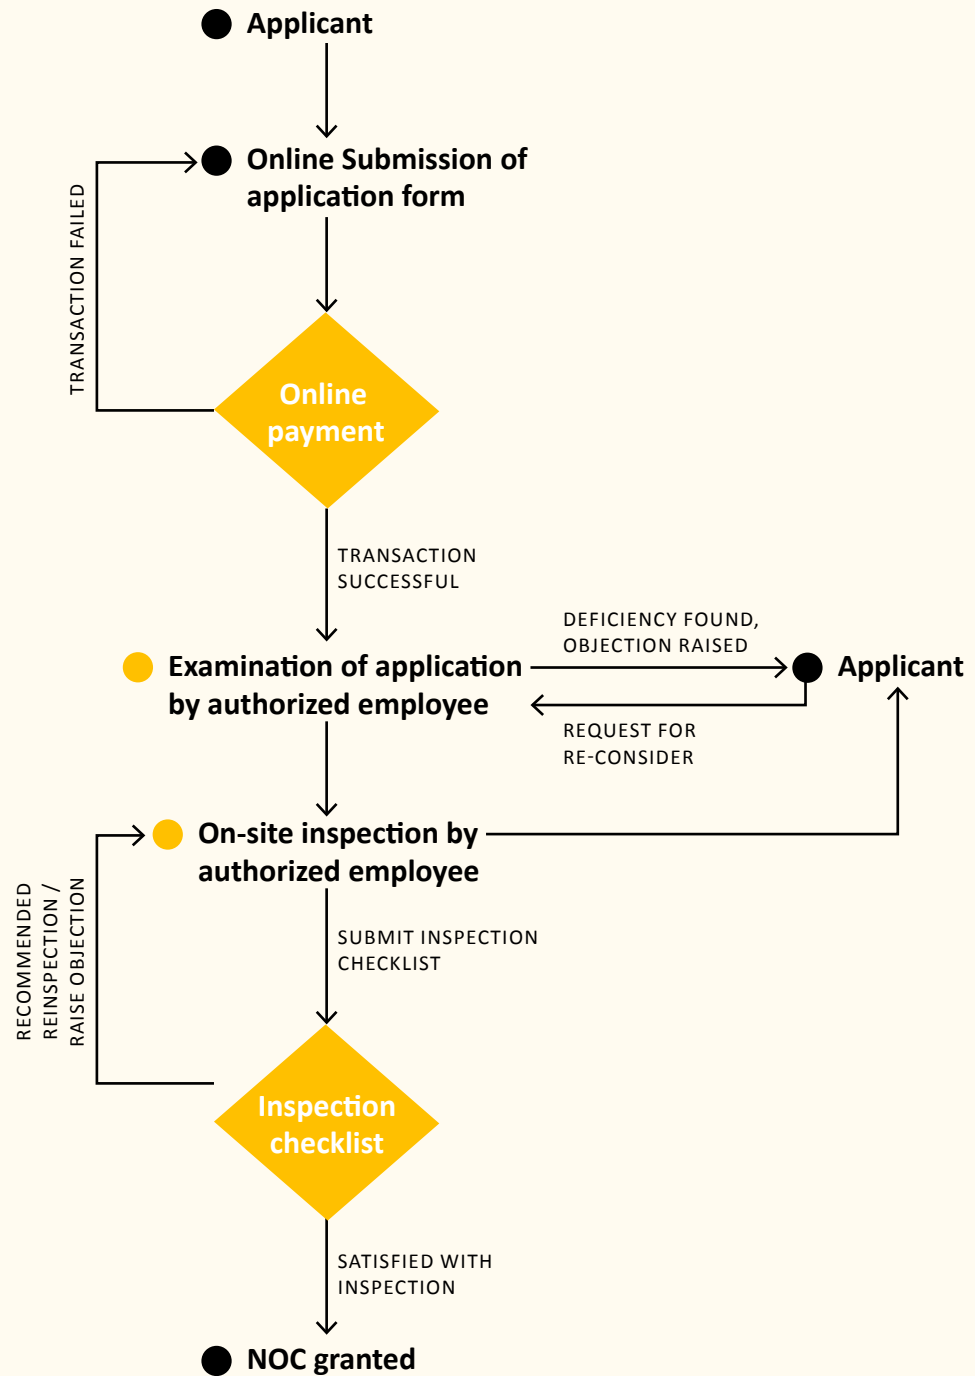 Applicant
Online Submission of
application form
TRANSACTION FAILED
Online
payment
TRANSACTION
SUCCESSFUL
DEFICIENCY FOUND,
OBJECTION RAISED
Examination of application
by authorized employee
Applicant
REQUEST FOR
RE-CONSIDER
On-site inspection by
authorized employee
RECOMMENDED
REINSPECTION /
RAISE OBJECTION
SUBMIT INSPECTION
CHECKLIST
Inspection
checklist
SATISFIED WITH
INSPECTION
NOC granted